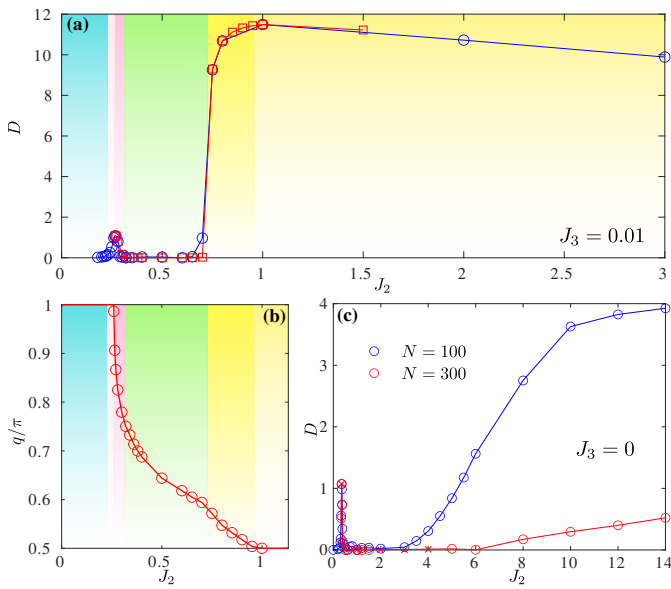 (a)
12
10
8
6
4
2
0
D
J₃ = 0.01
0 0.5 1 1.5 2 2.5 3
J₂
(b)
1
0.9
0.8
0.7
0.6
0.5
q/π
0 0.5 1
J₂
(c)
4
3
2
1
0
D
N = 100
N = 300
J₃ = 0
0 2 4 6 8 10 12 14
J₂